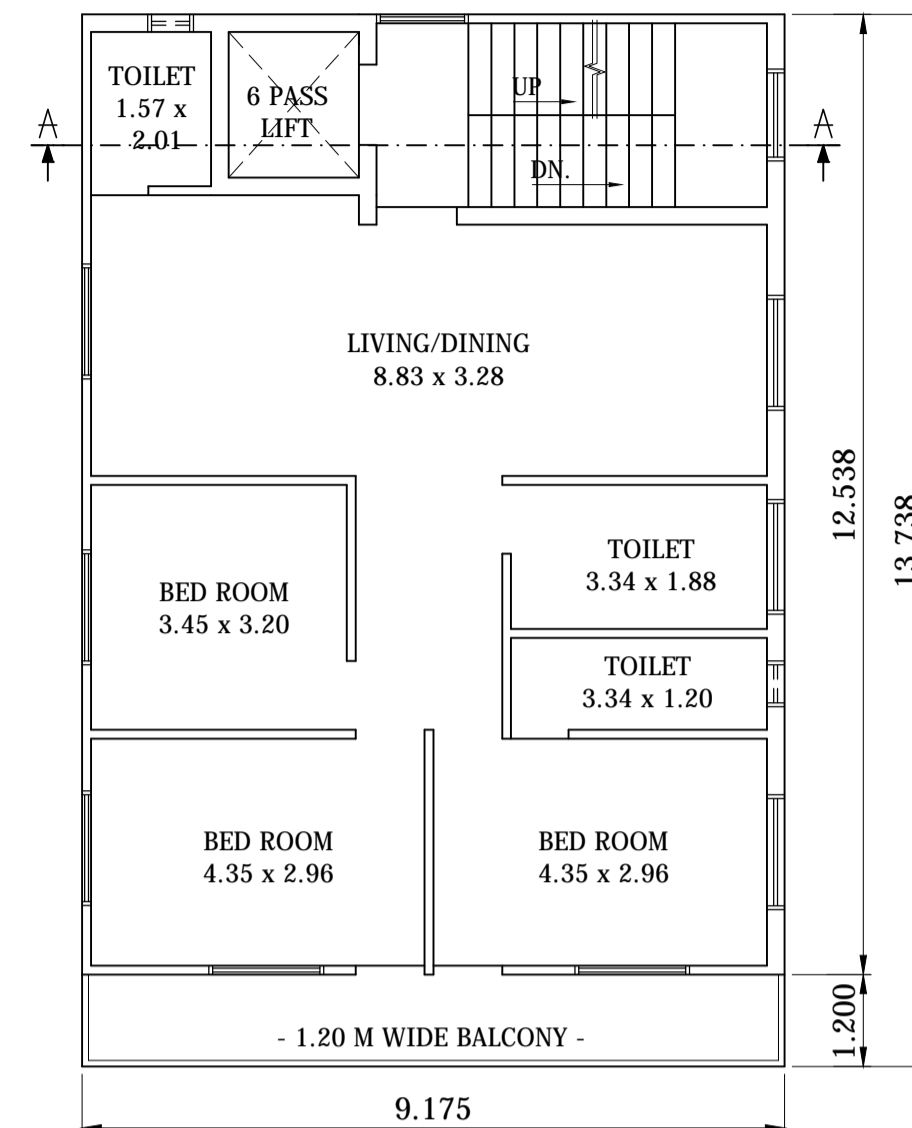 TOILET
1.57 x
2.01
6 PASS
LIFT
UP
DN.
A
A
LIVING/DINING
8.83 x 3.28
BED ROOM
3.45 x 3.20
TOILET
3.34 x 1.88
TOILET
3.34 x 1.20
BED ROOM
4.35 x 2.96
BED ROOM
4.35 x 2.96
- 1.20 M WIDE BALCONY -
12.538
13.738
1.200
9.175